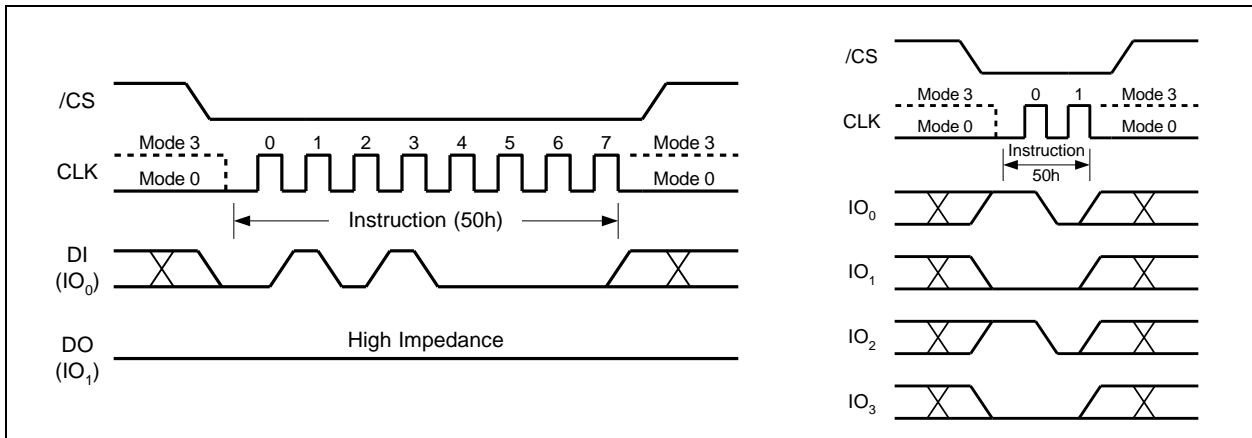 /CS
Mode 3 0 1 2 3 4 5 6 7 Mode 3
CLK Mode 0 Mode 0
Instruction (50h)
DI
(IO0)
High Impedance
DO
(IO1)
/CS
Mode 3 0 1 Mode 3
CLK Mode 0 Mode 0
Instruction
50h
IO0
IO1
IO2
IO3